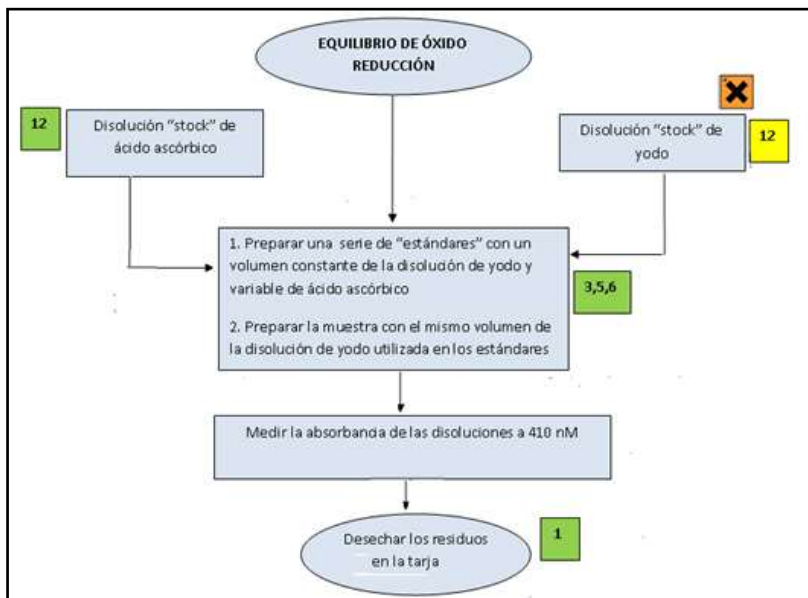 EQUILIBRIO DE ÓXIDO
REDUCCIÓN
12
Disolución "stock" de
ácido ascórbico
Disolución "stock" de
yodo
12
1. Preparar una serie de "estándares" con un
volumen constante de la disolución de yodo y
variable de ácido ascórbico
2. Preparar la muestra con el mismo volumen de
la disolución de yodo utilizada en los estándares
3,5,6
Medir la absorbancia de las disoluciones a 410 nM
Desechar los residuos
en la tarja
1